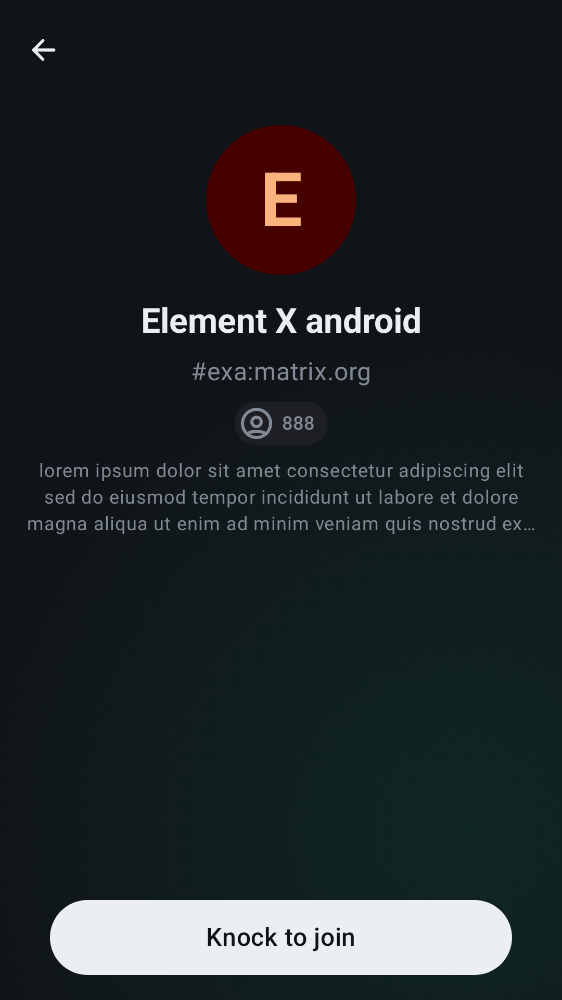 E
Element X android
#exa:matrix.org
888
lorem ipsum dolor sit amet consectetur adipiscing elit
sed do eiusmod tempor incididunt ut labore et dolore
magna aliqua ut enim ad minim veniam quis nostrud ex…
Knock to join